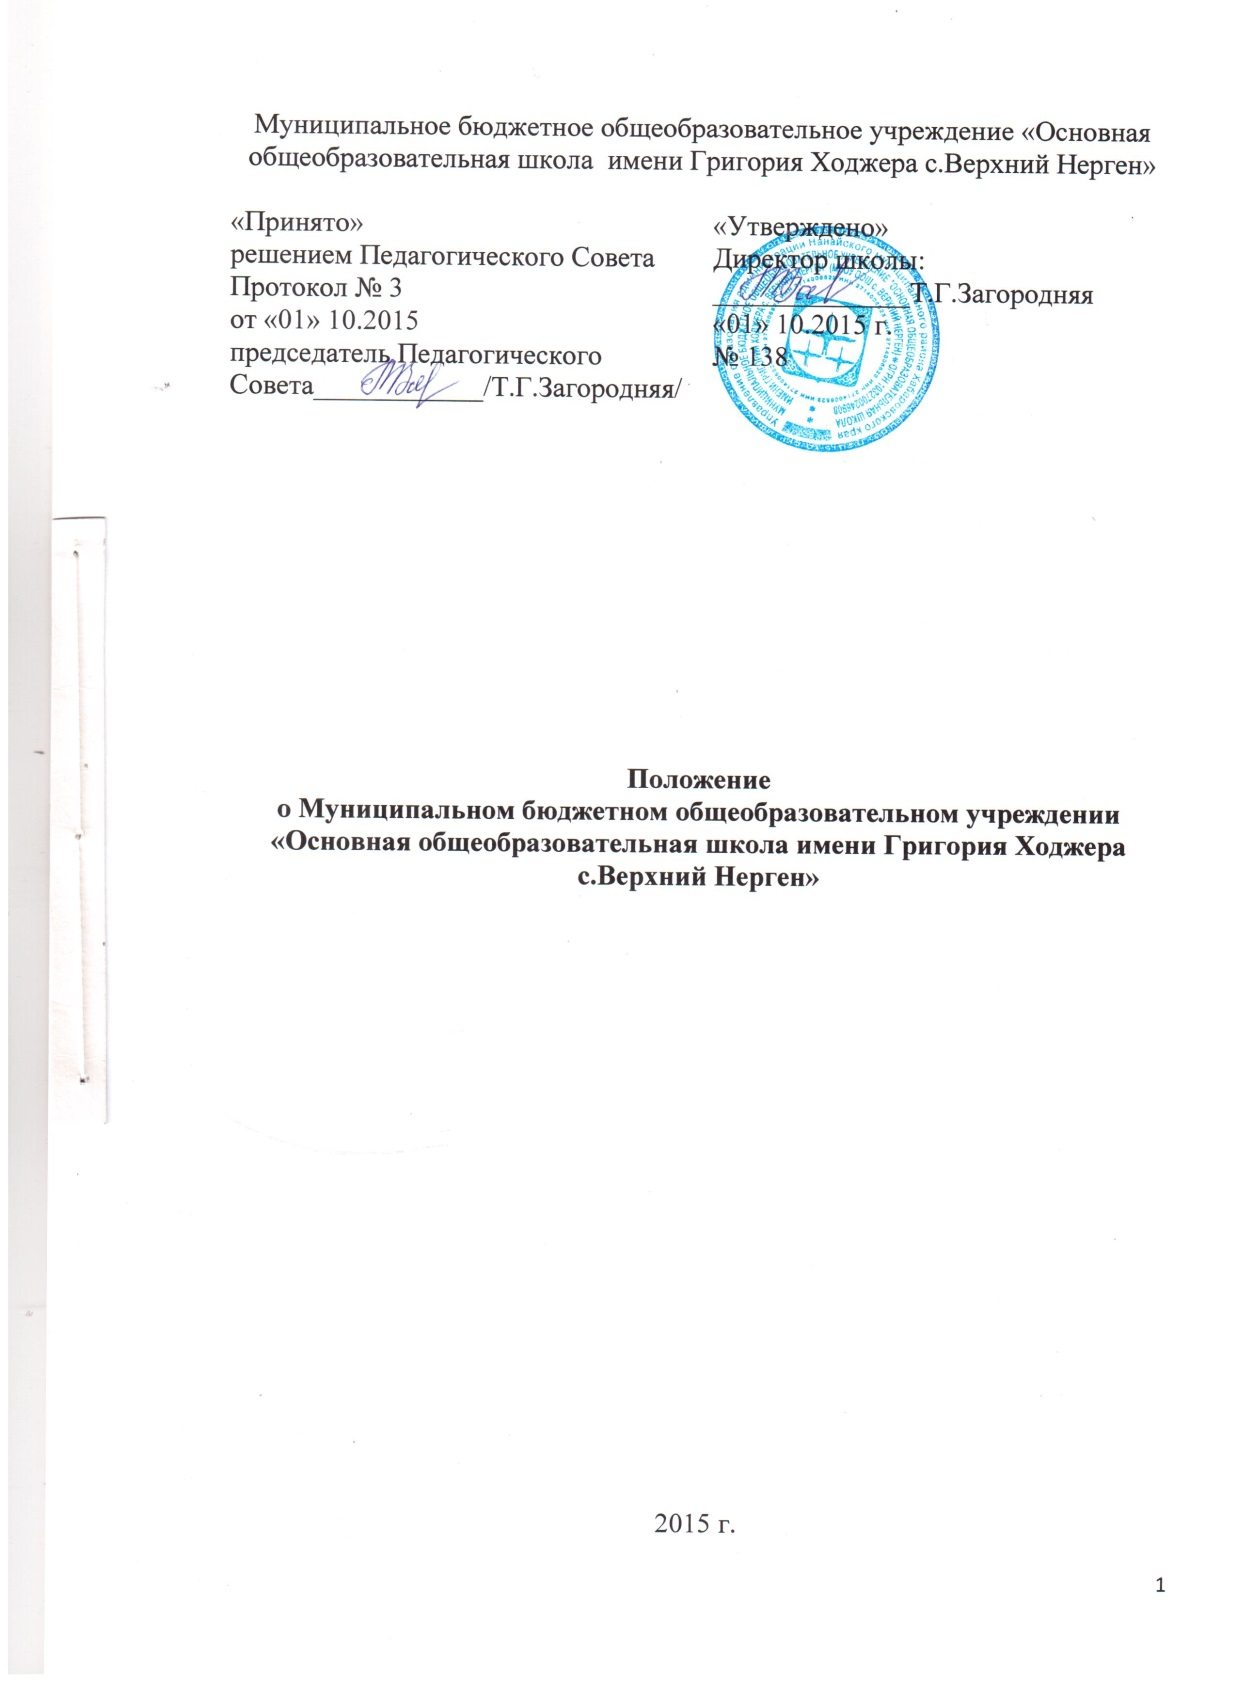 Муниципальное бюджетное общеобразовательное учреждение «Основная
общеобразовательная школа имени Григория Ходжера с.Верхний Нерген»
«Принято»
решением Педагогического Совета
Протокол № 3
от «01» 10.2015
председатель Педагогического
Совета____________/Т.Г.Загородняя/
«Утверждено»
Директор школы:
______________Т.Г.Загородняя
«01» 10.2015 г.
№ 138
Положение
о Муниципальном бюджетном общеобразовательном учреждении
«Основная общеобразовательная школа имени Григория Ходжера
с.Верхний Нерген»
2015 г.
1